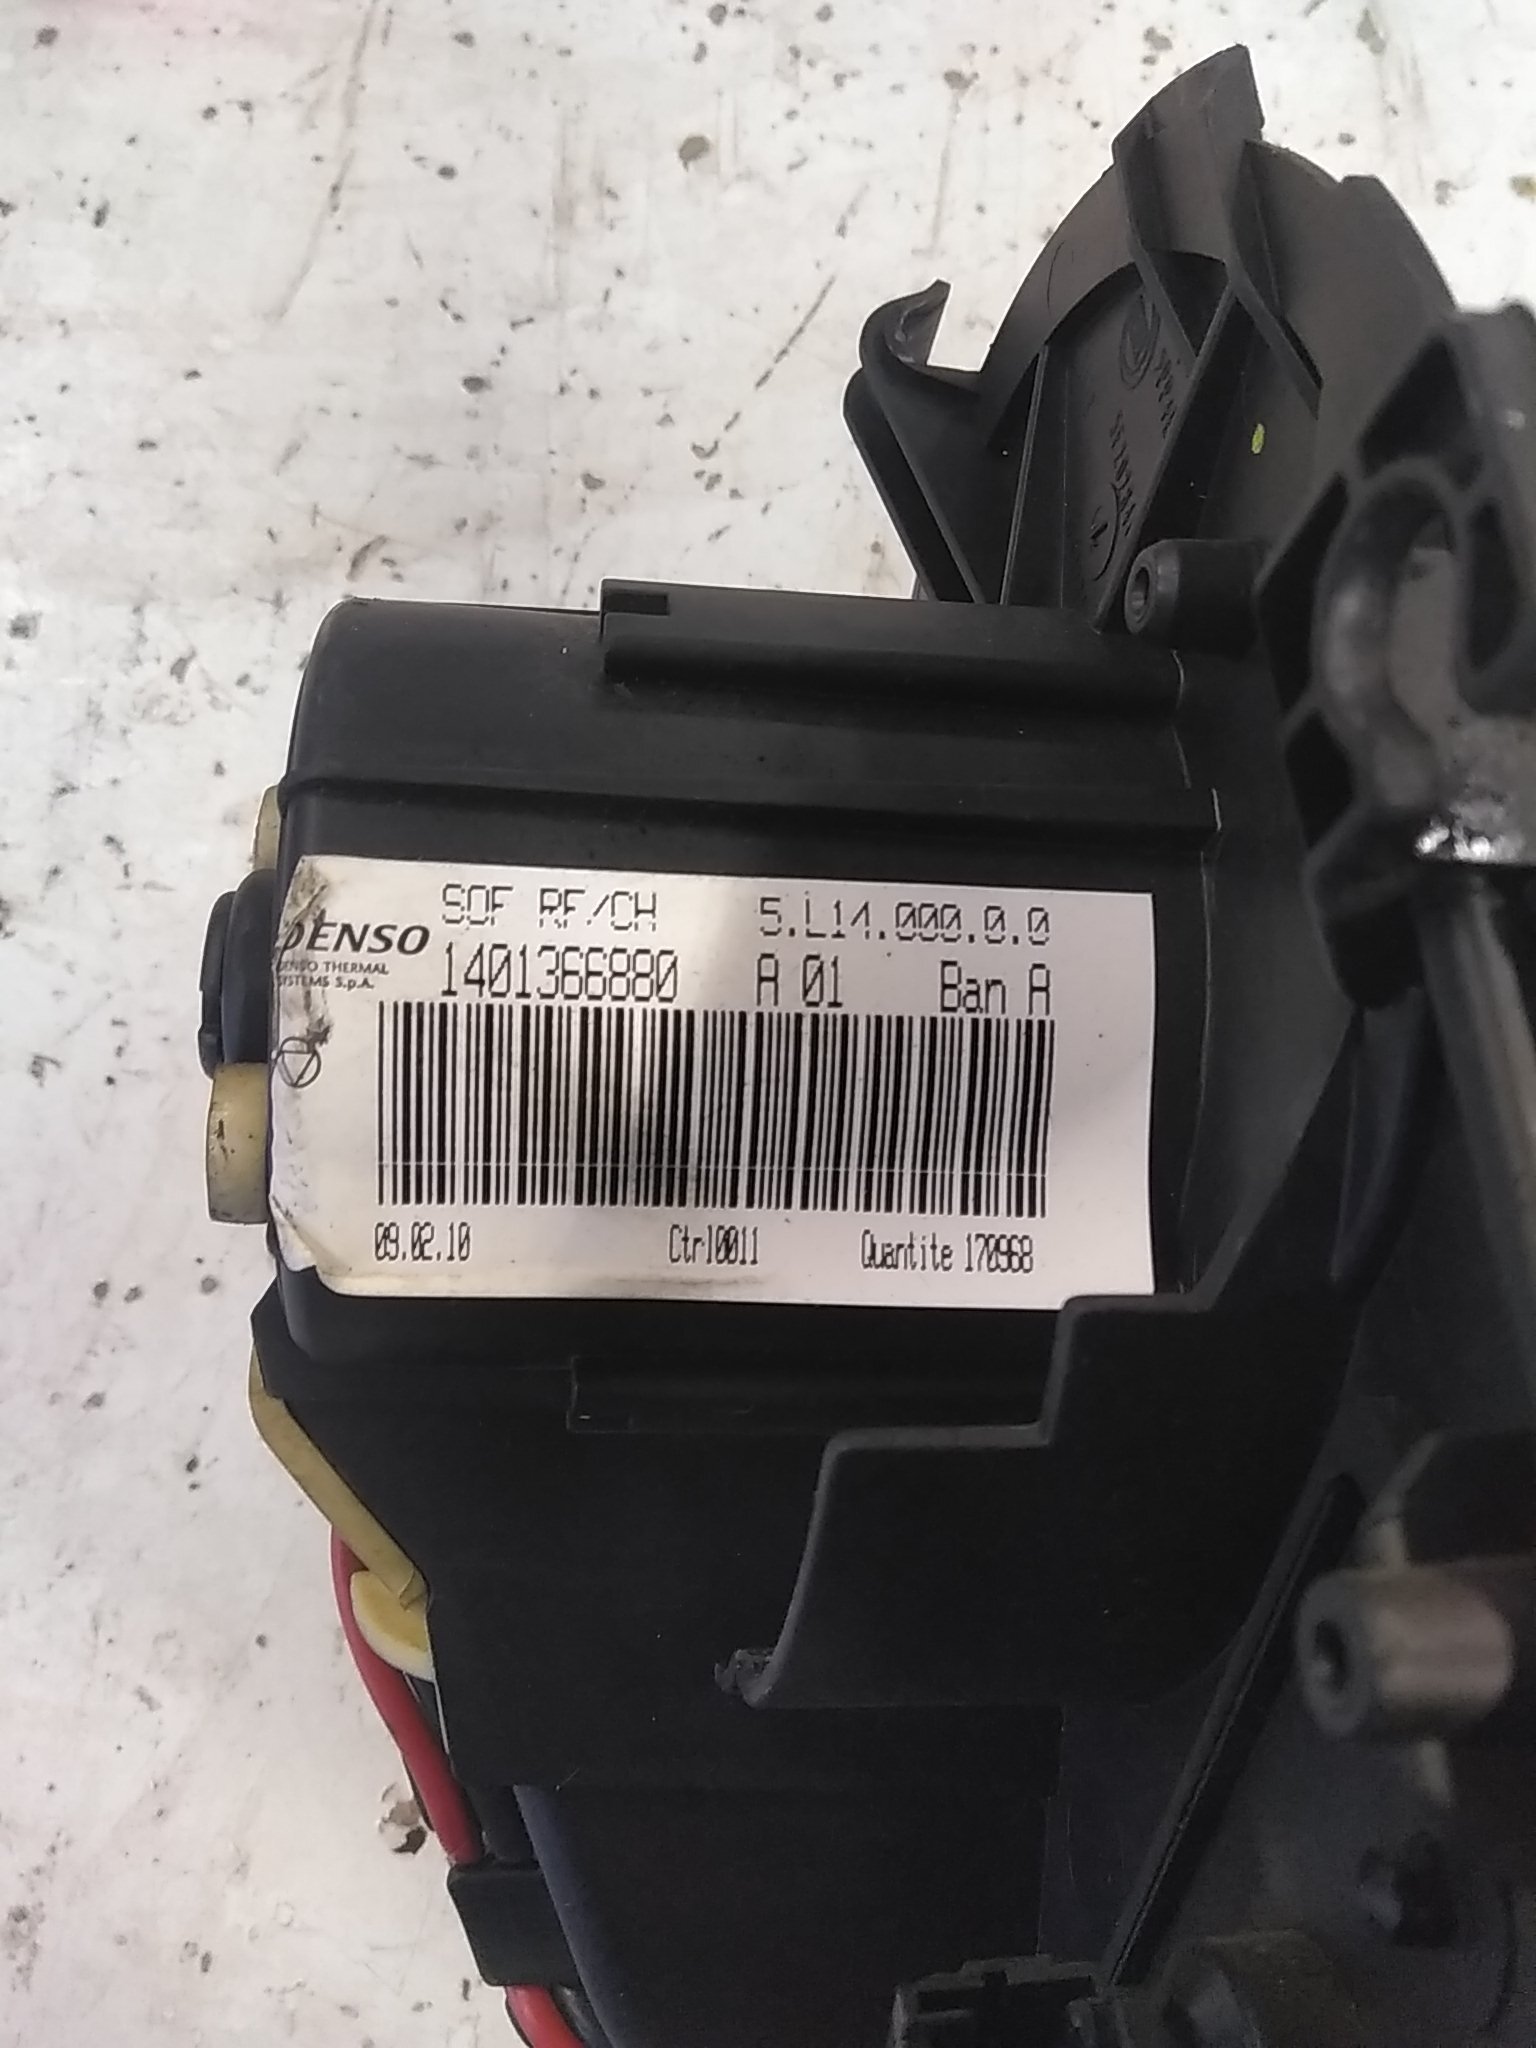 SOF RF/CH 5.L14.000.0.0
DENSO
1401366880 A 01 Ban A
DENSO THERMAL
SYSTEMS S.p.A.
09.02.10 Ctrl0011 Quantite 170968